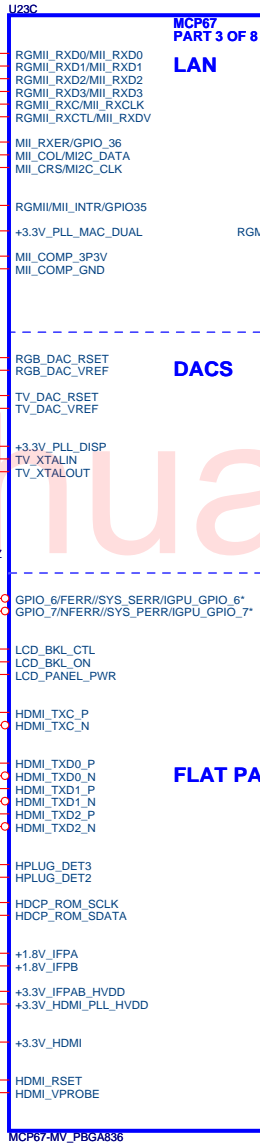 U23C
MCP67
PART 3 OF 8
LAN
RGMII_RXD0/MII_RXD0
RGMII_RXD1/MII_RXD1
RGMII_RXD2/MII_RXD2
RGMII_RXD3/MII_RXD3
RGMII_RXC/MII_RXCLK
RGMII_RXCTL/MII_RXDV
MII_RXER/GPIO_36
MII_COL/MI2C_DATA
MII_CRS/MI2C_CLK
RGMII/MII_INTR/GPIO35
+3.3V_PLL_MAC_DUAL
RGM
MII_COMP_3P3V
MII_COMP_GND
RGB_DAC_RSET
RGB_DAC_VREF
DACS
TV_DAC_RSET
TV_DAC_VREF
+3.3V_PLL_DISP
TV_XTALIN
TV_XTALOUT
GPIO_6/FERR//SYS_SERR/IGPU_GPIO_6*
GPIO_7/NFERR//SYS_PERR/IGPU_GPIO_7*
LCD_BKL_CTL
LCD_BKL_ON
LCD_PANEL_PWR
HDMI_TXC_P
HDMI_TXC_N
HDMI_TXD0_P
HDMI_TXD0_N
HDMI_TXD1_P
HDMI_TXD1_N
HDMI_TXD2_P
HDMI_TXD2_N
FLAT PA
HPLUG_DET3
HPLUG_DET2
HDCP_ROM_SCLK
HDCP_ROM_SDATA
+1.8V_IFPA
+1.8V_IFPB
+3.3V_IFPAB_HVDD
+3.3V_HDMI_PLL_HVDD
+3.3V_HDMI
HDMI_RSET
HDMI_VPROBE
MCP67-MV_PBGA836